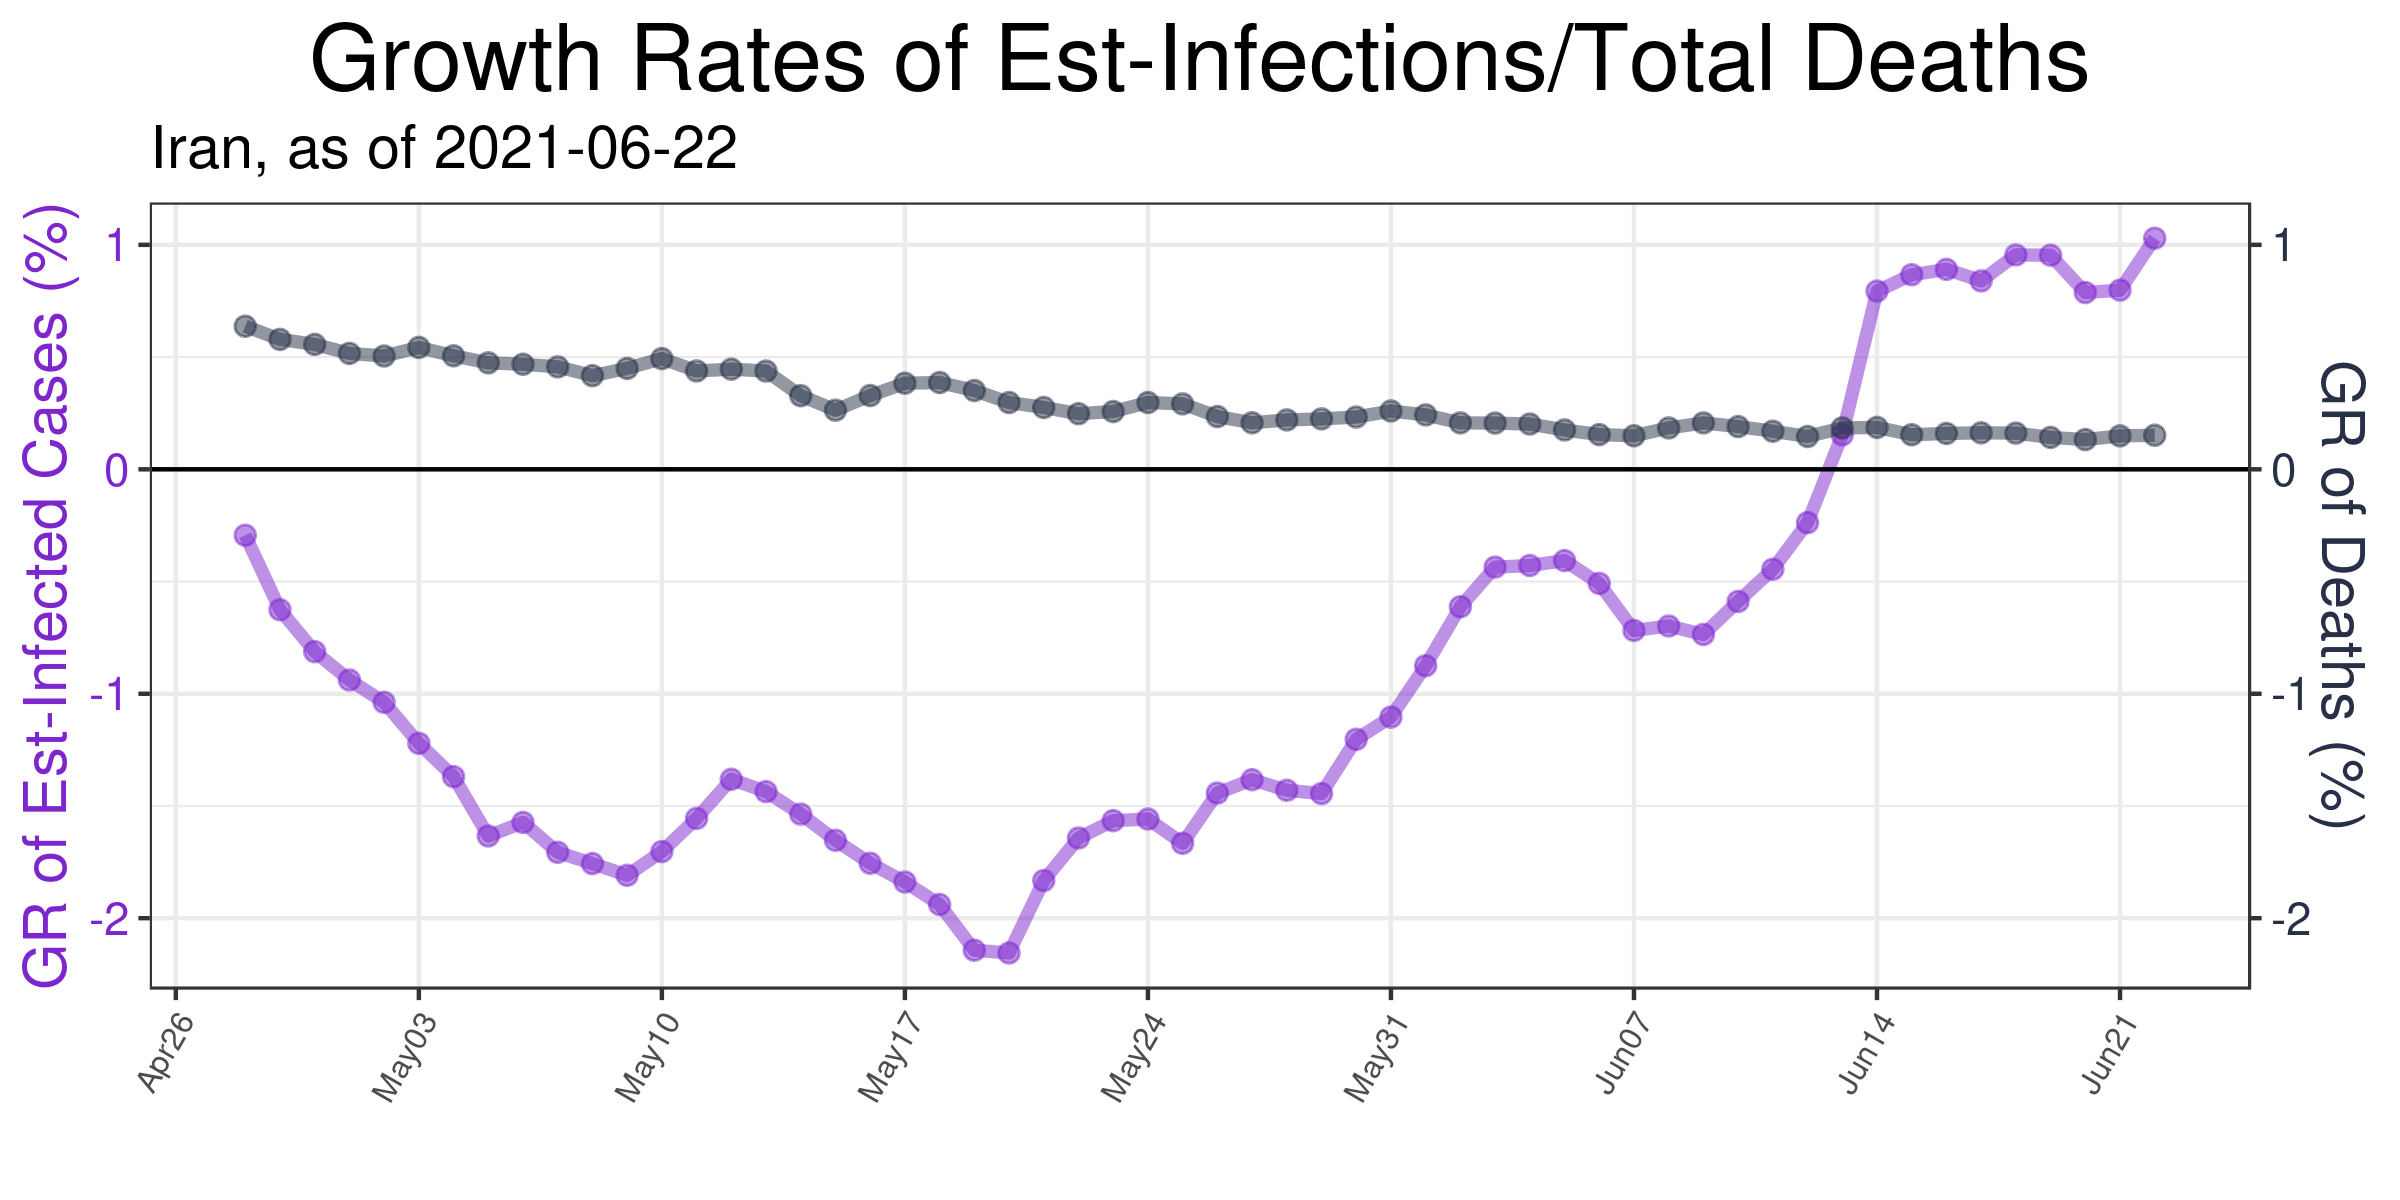 Growth Rates of Est-Infections/Total Deaths
Iran, as of 2021-06-22
GR of Est-Infected Cases (%)
1
0
-1
-2
1
0
-1
-2
GR of Deaths (%)
Apr26
May03
May10
May17
May24
May31
Jun07
Jun14
Jun21